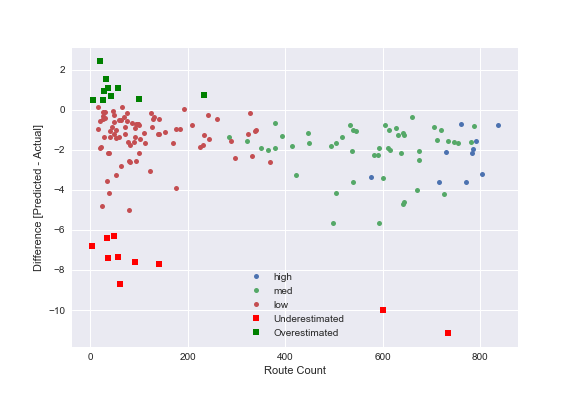 2
0
−2
−4
−6
−8
−10
Difference [Predicted - Actual]
high
med
low
Underestimated
Overestimated
0
200
400
600
800
Route Count